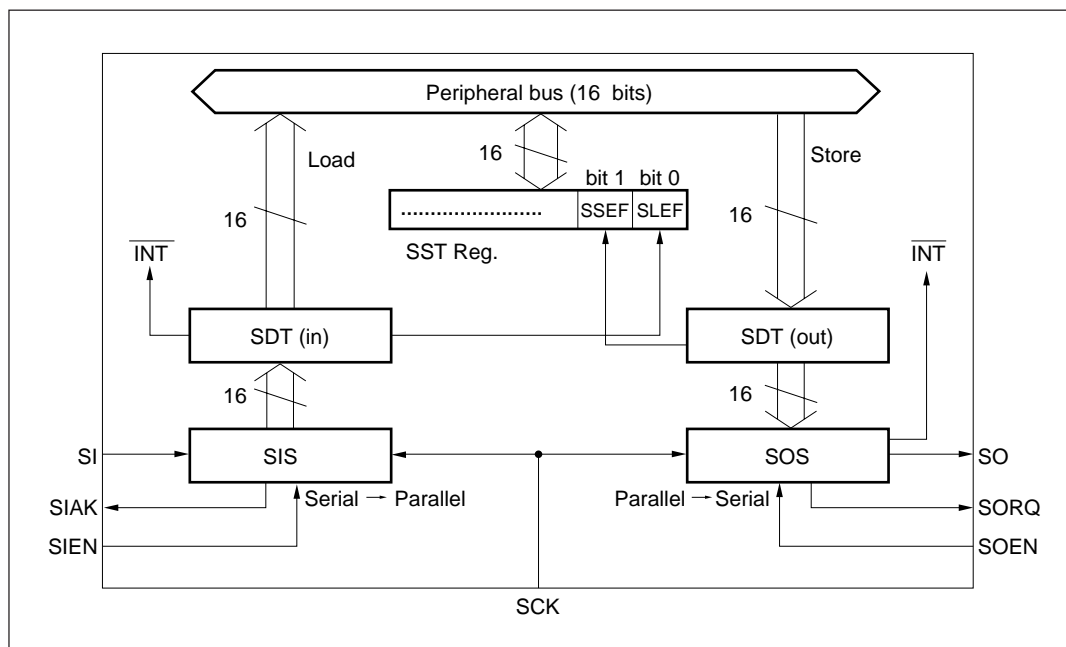 Peripheral bus (16 bits)
Load
16
Store
bit 1 bit 0
SSEF SLEF
16
16
SST Reg.
INT
INT
SDT (in)
SDT (out)
16
16
SI
SIS
SOS
SO
SIAK
Serial → Parallel
Parallel → Serial
SORQ
SIEN
SOEN
SCK